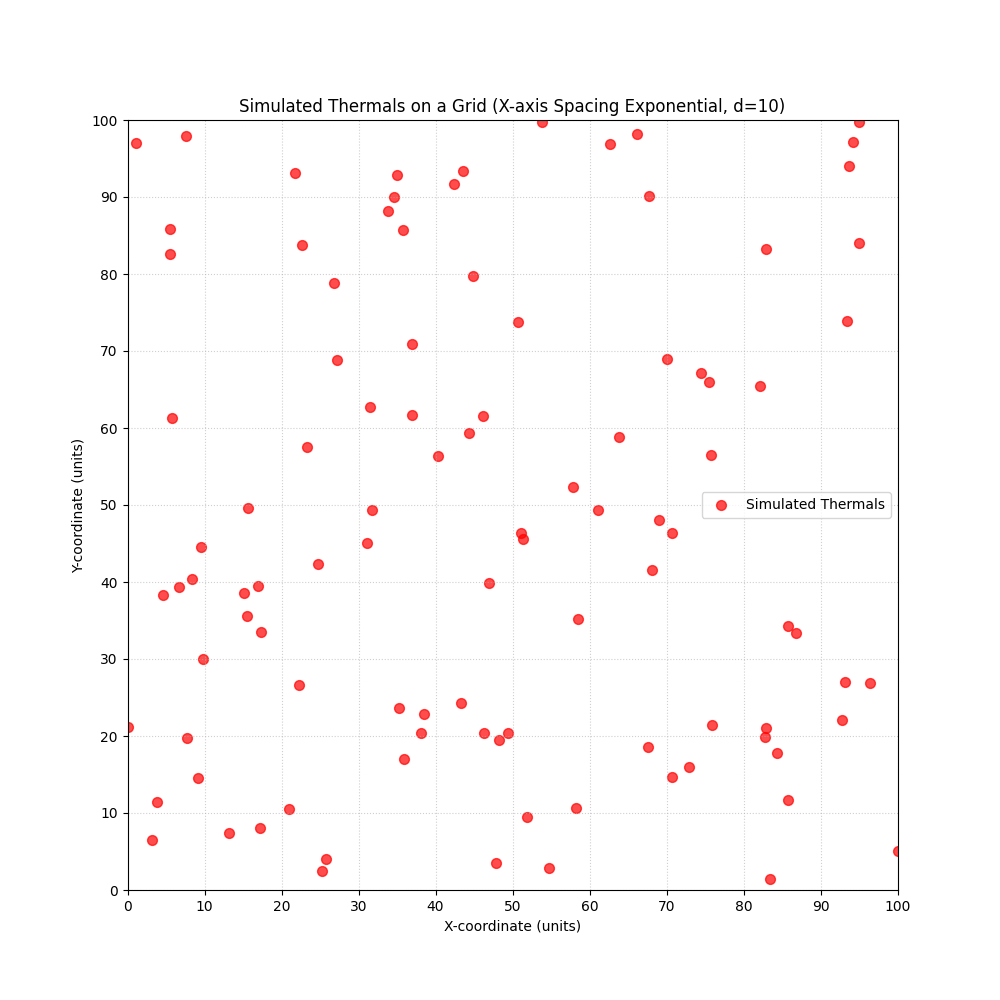 Simulated Thermals on a Grid (X-axis Spacing Exponential, d=10)
100
90
80
70
60
50
40
30
20
10
0
Y-coordinate (units)
Simulated Thermals
0 10 20 30 40 50 60 70 80 90 100
X-coordinate (units)